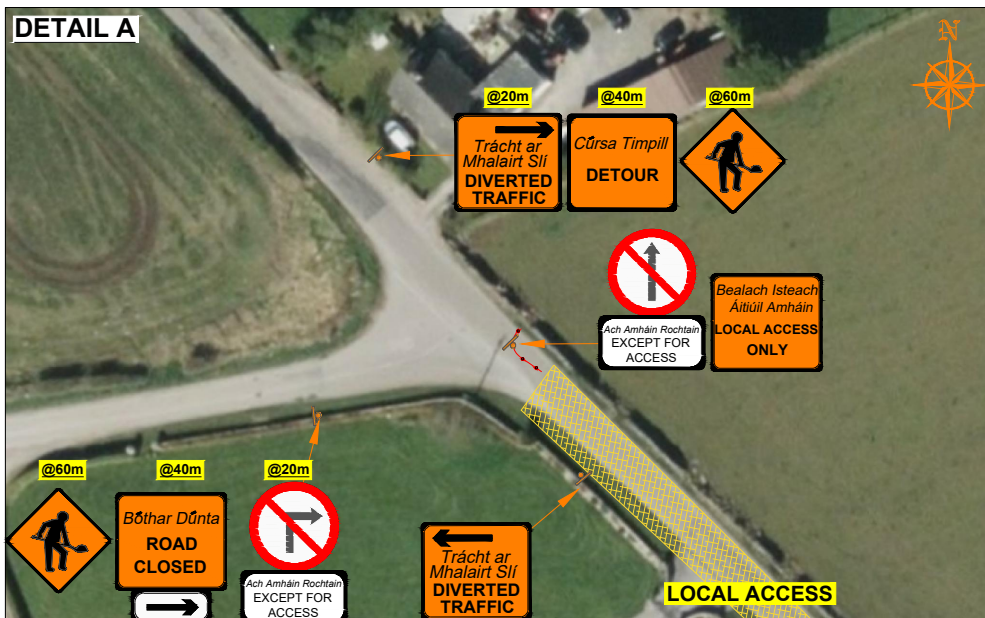 DETAIL A
N
@20m
@40m
@60m
Trácht ar
Mhalairt Slí
DIVERTED
TRAFFIC
Cúrsa Timpill
DETOUR
Ach Amháin Rochtain
EXCEPT FOR
ACCESS
Bealach Isteach
Áitiúil Amháin
LOCAL ACCESS
ONLY
@60m
@40m
@20m
Bóthar Dúnta
ROAD
CLOSED
Ach Amháin Rochtain
EXCEPT FOR
ACCESS
Trácht ar
Mhalairt Slí
DIVERTED
TRAFFIC
LOCAL ACCESS